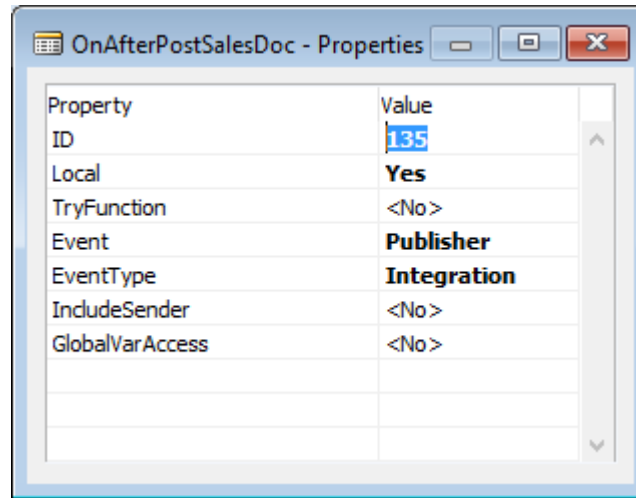 OnAfterPostSalesDoc - Properties
Property Value
ID 135
Local Yes
TryFunction <No>
Event Publisher
EventType Integration
IncludeSender <No>
GlobalVarAccess <No>